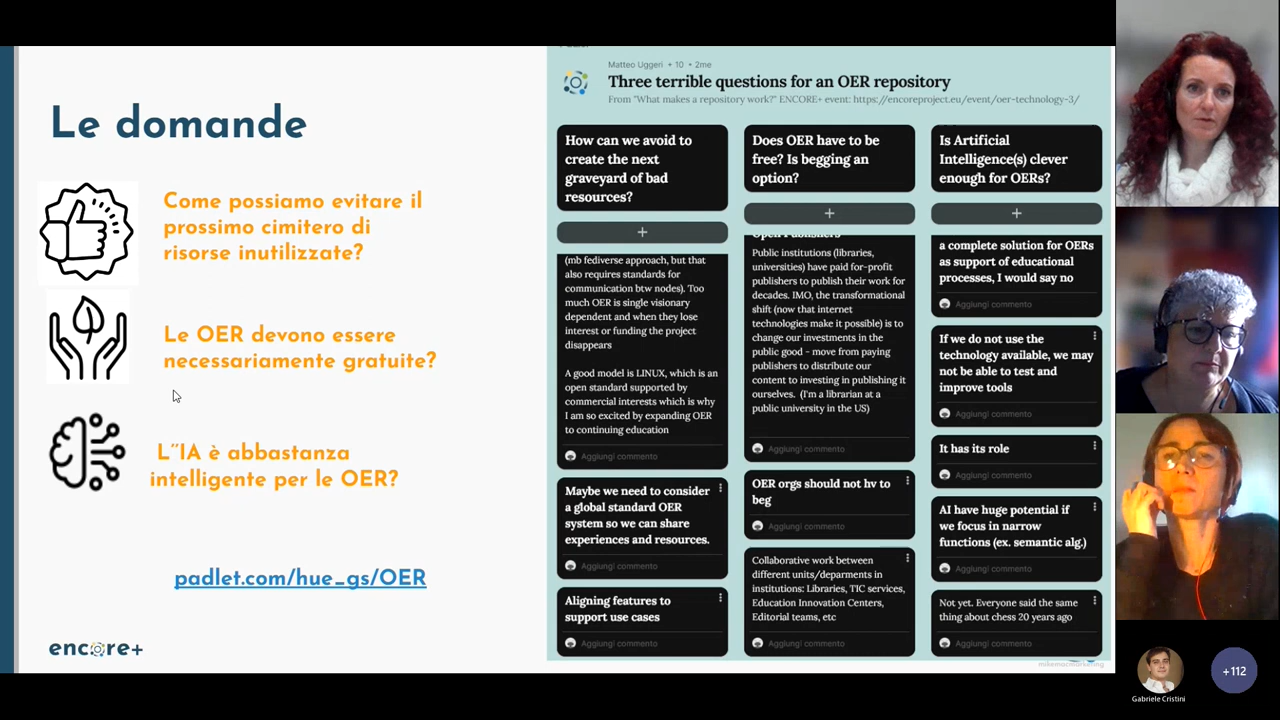 Le domande
Come possiamo evitare il
prossimo cimitero di
risorse inutilizzate?
Le OER devono essere
necessariamente gratuite?
L’’IA è abbastanza
intelligente per le OER?
padlet.com/hue_gs/OER
encore+
Matteo Uggeri + 10 • 2me
Three terrible questions for an OER repository
From "What makes a repository work?" ENCORE+ event: https://encoreproject.eu/event/oer-technology-3/
How can we avoid to
create the next
graveyard of bad
resources?
+
(mb fediverse approach, but that
also requires standards for
communication btw nodes). Too
much OER is single visionary
dependent and when they lose
interest or funding the project
disappears
A good model is LINUX, which is an
open standard supported by
commercial interests which is why
I am so excited by expanding OER
to continuing education
Aggiungi commento
Maybe we need to consider
a global standard OER
system so we can share
experiences and resources.
Aggiungi commento
Aligning features to
support use cases
Aggiungi commento
Does OER have to be
free? Is begging an
option?
+
Open Publishers
Public institutions (libraries,
universities) have paid for-profit
publishers to publish their work for
decades. IMO, the transformational
shift (now that internet
technologies make it possible) is to
change our investments in the
public good - move from paying
publishers to distribute our
content to investing in publishing it
ourselves. (I'm a librarian at a
public university in the US)
Aggiungi commento
OER orgs should not hv to
beg
Aggiungi commento
Collaborative work between
different units/deparments in
institutions: Libraries, TIC services,
Education Innovation Centers,
Editorial teams, etc
Aggiungi commento
Is Artificial
Intelligence(s) clever
enough for OERs?
+
a complete solution for OERs
as support of educational
processes, I would say no
Aggiungi commento
If we do not use the
technology available, we may
not be able to test and
improve tools
Aggiungi commento
It has its role
Aggiungi commento
AI have huge potential if
we focus in narrow
functions (ex. semantic alg.)
Aggiungi commento
Not yet. Everyone said the same
thing about chess 20 years ago
Aggiungi commento
mikemacmarketing
Gabriele Cristini
+112